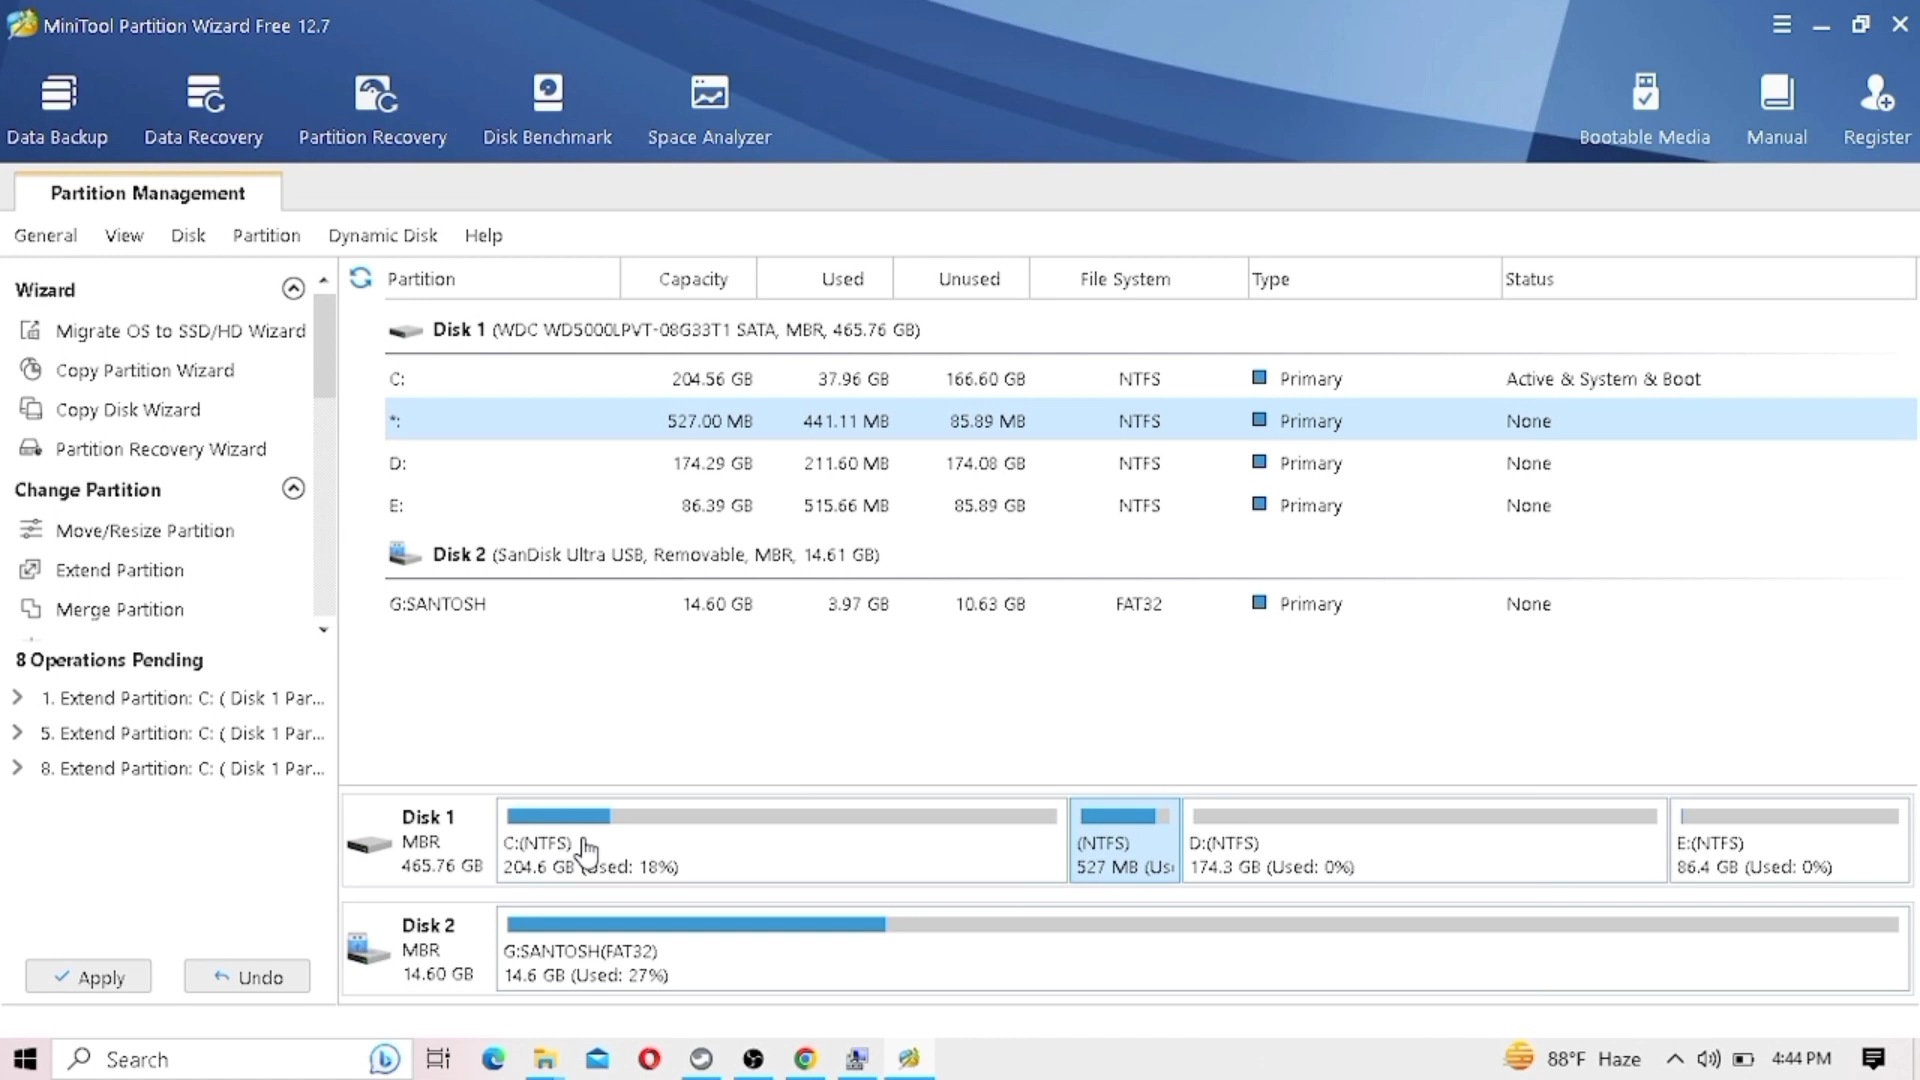 MiniTool Partition Wizard Free 12.7
Data Backup
Data Recovery
Partition Recovery
Disk Benchmark
Space Analyzer
Bootable Media
Manual
Register
Partition Management
General View Disk Partition Dynamic Disk Help
Wizard
Migrate OS to SSD/HD Wizard
Copy Partition Wizard
Copy Disk Wizard
Partition Recovery Wizard
Change Partition
Move/Resize Partition
Extend Partition
Merge Partition
8 Operations Pending
1. Extend Partition: C: ( Disk 1 Par...
5. Extend Partition: C: ( Disk 1 Par...
8. Extend Partition: C: ( Disk 1 Par...
Apply
Undo
Partition Capacity Used Unused File System Type Status
Disk 1 (WDC WD5000LPVT-08G33T1 SATA, MBR, 465.76 GB)
C: 204.56 GB 37.96 GB 166.60 GB NTFS Primary Active & System & Boot
*: 527.00 MB 441.11 MB 85.89 MB NTFS Primary None
D: 174.29 GB 211.60 MB 174.08 GB NTFS Primary None
E: 86.39 GB 515.66 MB 85.89 GB NTFS Primary None
Disk 2 (SanDisk Ultra USB, Removable, MBR, 14.61 GB)
G:SANTOSH 14.60 GB 3.97 GB 10.63 GB FAT32 Primary None
Disk 1
MBR
465.76 GB
C:(NTFS)
204.6 GB (Used: 18%)
(NTFS)
527 MB (Us
D:(NTFS)
174.3 GB (Used: 0%)
E:(NTFS)
86.4 GB (Used: 0%)
Disk 2
MBR
14.60 GB
G:SANTOSH(FAT32)
14.6 GB (Used: 27%)
Search
88°F Haze
4:44 PM